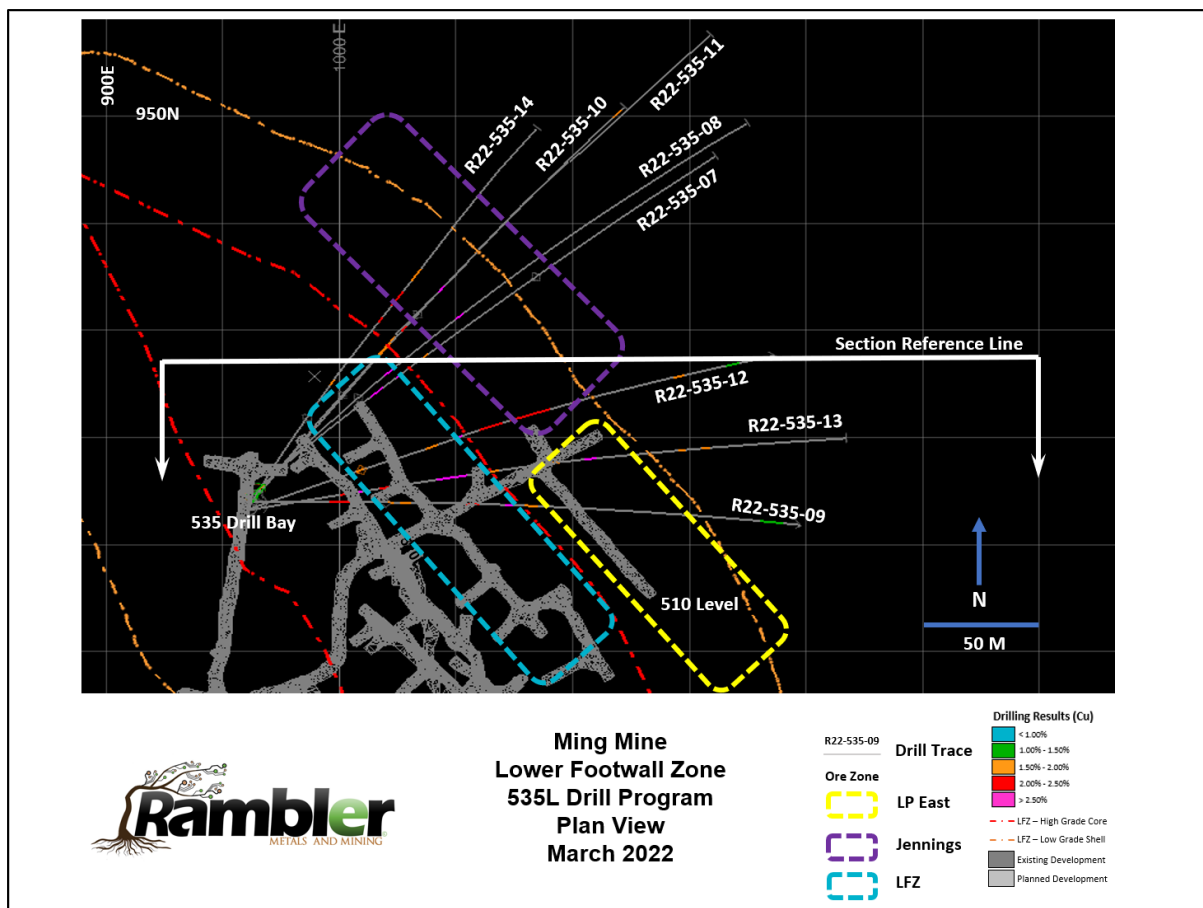 1000 E
900E
950N
R22-535-14
R22-535-10
R22-535-11
R22-535-08
R22-535-07
Section Reference Line
R22-535-12
R22-535-13
R22-535-09
535 Drill Bay
510 Level
N
50 M
Rambler
METALS AND MINING
Ming Mine
Lower Footwall Zone
535L Drill Program
Plan View
March 2022
R22-535-09
Drill Trace
Ore Zone
LP East
Jennings
LFZ
Drilling Results (Cu)
< 1.00%
1.00% - 1.50%
1.50% - 2.00%
2.00% - 2.50%
> 2.50%
LFZ – High Grade Core
LFZ – Low Grade Shell
Existing Development
Planned Development